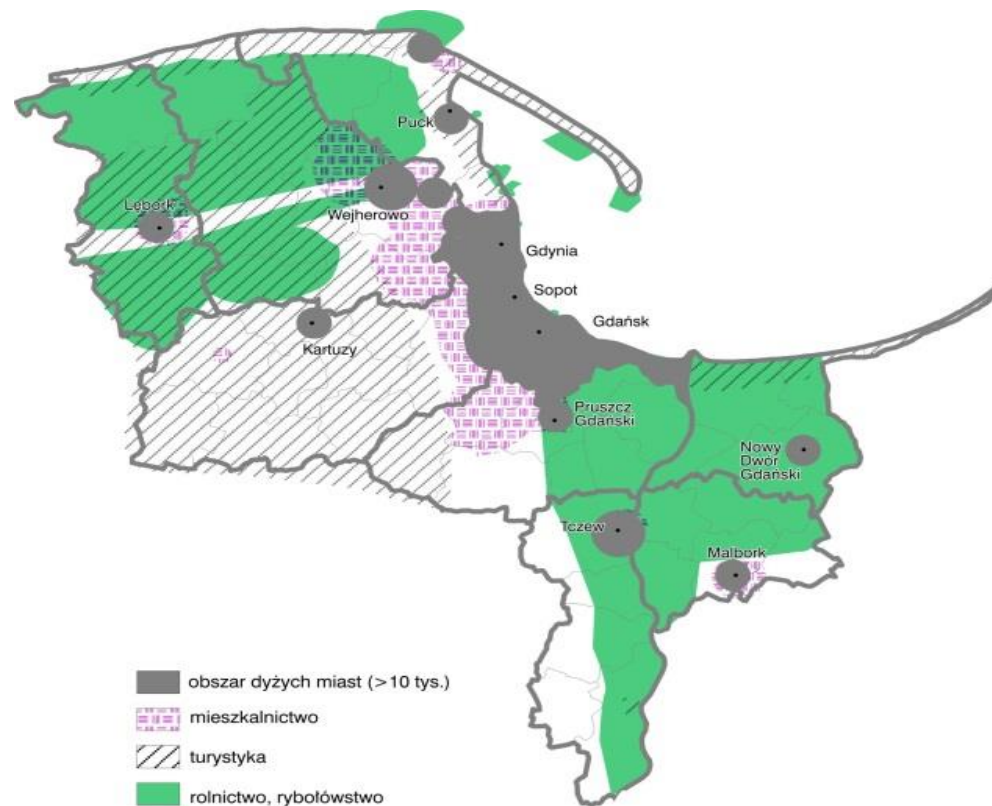 Puck
Lębork
Wejherowo
Gdynia
Sopot
Gdańsk
Kartuzy
Pruszcz
Gdański
Nowy
Dwór
Gdański
Tczew
Malbork
obszar dyżych miast (>10 tys.)
mieszkalnictwo
turystyka
rolnictwo, rybołówstwo